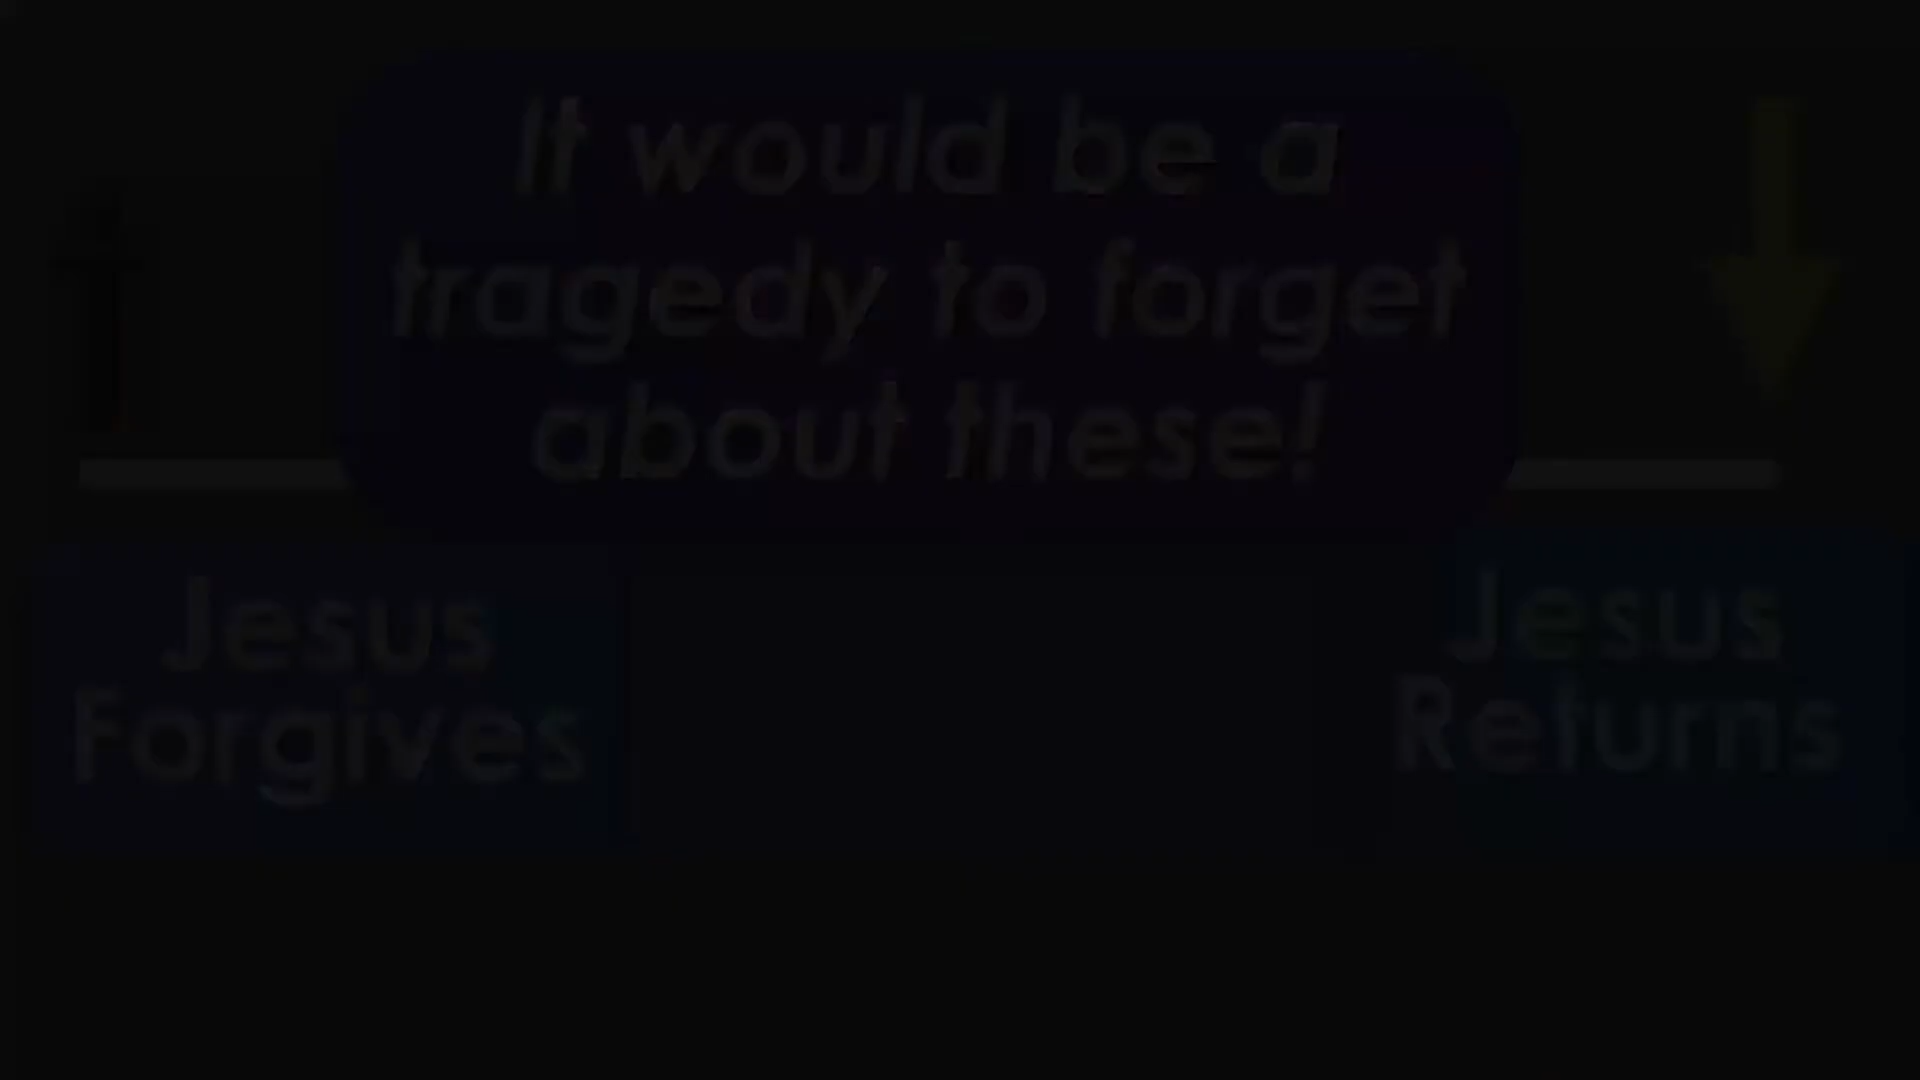 It would be a
tragedy to forget
about these!
Jesus
Forgives
Jesus
Returns